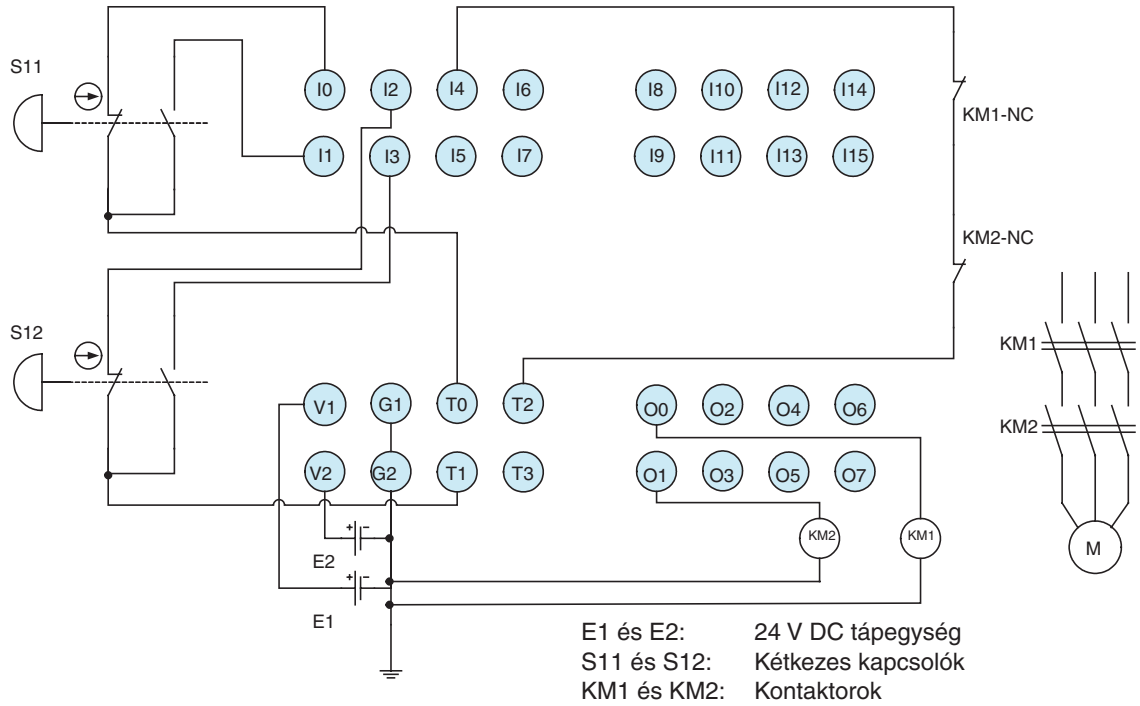 S11
I0 I2 I4 I6 I8 I10 I12 I14
KM1-NC
I1 I3 I5 I7 I9 I11 I13 I15
KM2-NC
S12
KM1
V1 G1 T0 T2 O0 O2 O4 O6
KM2
V2 G2 T1 T3 O1 O3 O5 O7
+ -
KM2 KM1 M
E2
+ -
E1
E1 és E2: 24 V DC tápegység
S11 és S12: Kétkezes kapcsolók
KM1 és KM2: Kontaktorok